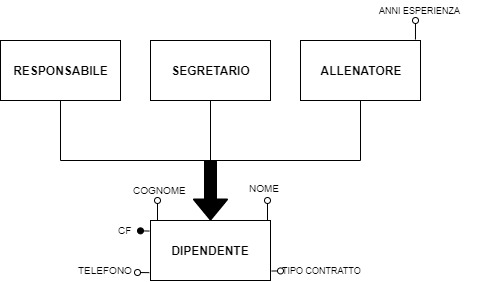 ANNI ESPERIENZA
RESPONSABILE
SEGRETARIO
ALLENATORE
COGNOME
NOME
CF
DIPENDENTE
TELEFONO
TIPO CONTRATTO